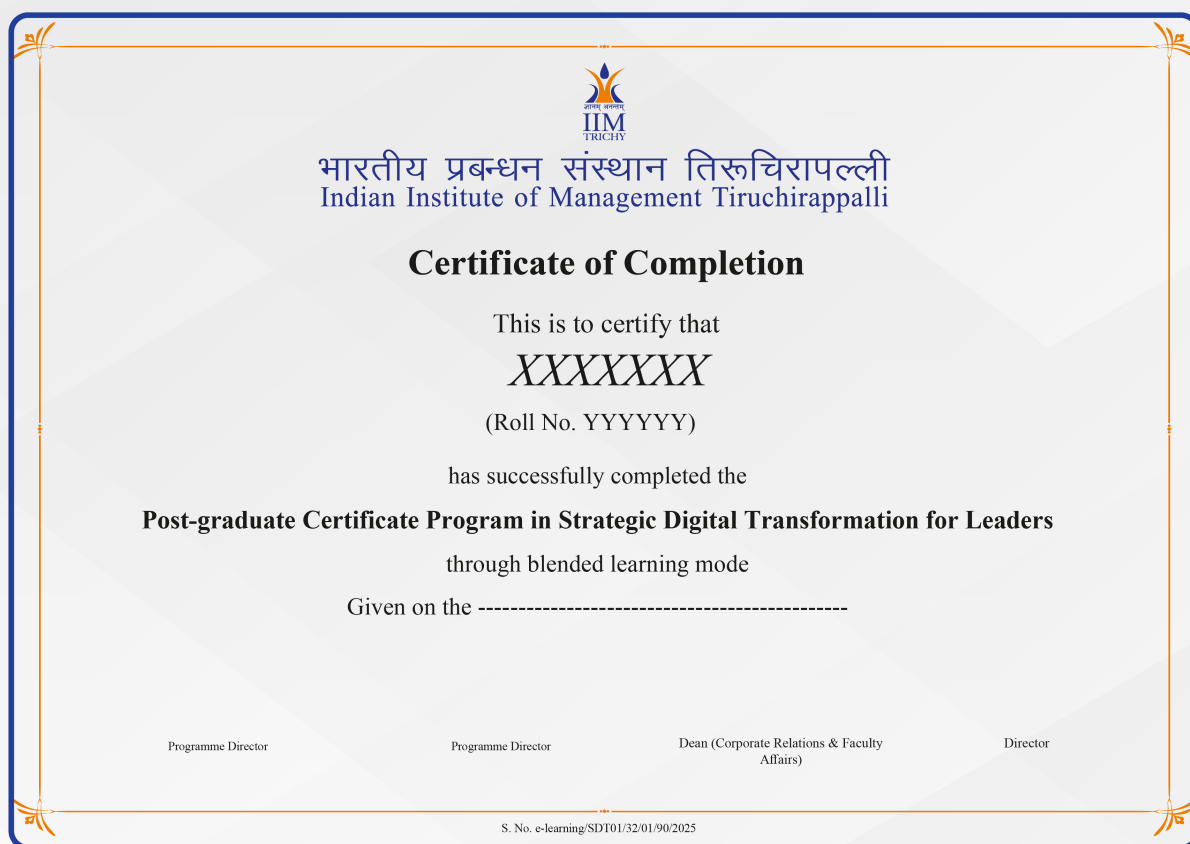 ज्ञानम् अनन्तम्
IIM
TRICHY
भारतीय प्रबन्धन संस्थान तिरूचिरापल्ली
Indian Institute of Management Tiruchirappalli
Certificate of Completion
This is to certify that
XXXXXXX
(Roll No. YYYYYY)
has successfully completed the
Post-graduate Certificate Program in Strategic Digital Transformation for Leaders
through blended learning mode
Given on the ----------------------------------------------
Programme Director
Programme Director
Dean (Corporate Relations & Faculty
Affairs)
Director
S. No. e-learning/SDT01/32/01/90/2025